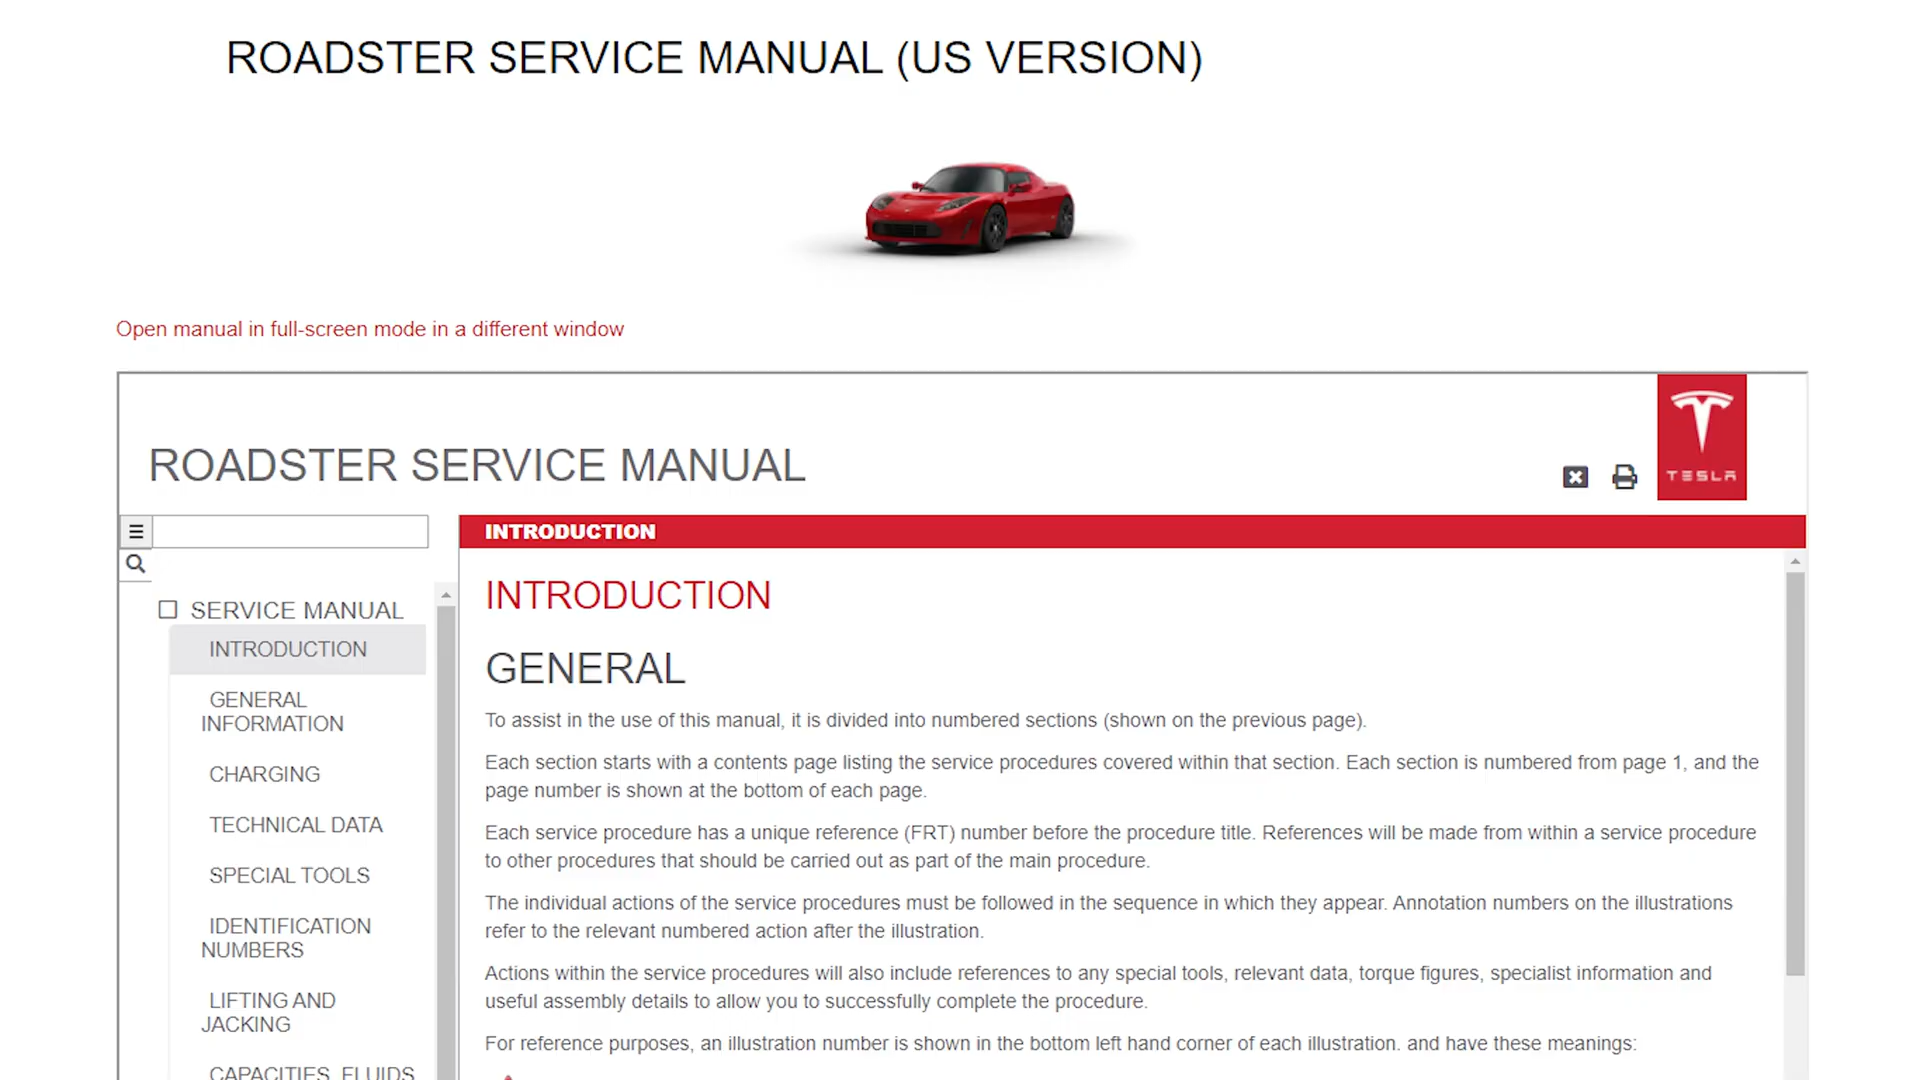 ROADSTER SERVICE MANUAL (US VERSION)
Open manual in full-screen mode in a different window
ROADSTER SERVICE MANUAL
TESLA
SERVICE MANUAL
INTRODUCTION
GENERAL
INFORMATION
CHARGING
TECHNICAL DATA
SPECIAL TOOLS
IDENTIFICATION
NUMBERS
LIFTING AND
JACKING
CAPACITIES, FLUIDS
INTRODUCTION
INTRODUCTION
GENERAL
To assist in the use of this manual, it is divided into numbered sections (shown on the previous page).
Each section starts with a contents page listing the service procedures covered within that section. Each section is numbered from page 1, and the
page number is shown at the bottom of each page.
Each service procedure has a unique reference (FRT) number before the procedure title. References will be made from within a service procedure
to other procedures that should be carried out as part of the main procedure.
The individual actions of the service procedures must be followed in the sequence in which they appear. Annotation numbers on the illustrations
refer to the relevant numbered action after the illustration.
Actions within the service procedures will also include references to any special tools, relevant data, torque figures, specialist information and
useful assembly details to allow you to successfully complete the procedure.
For reference purposes, an illustration number is shown in the bottom left hand corner of each illustration. and have these meanings: